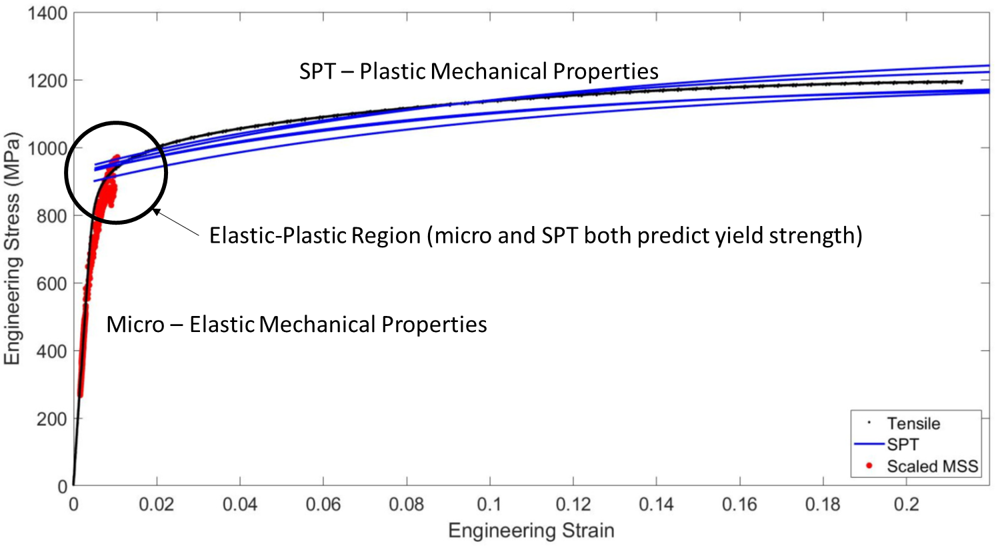 1400
1200
1000
800
600
400
200
0
Engineering Stress (MPa)
SPT – Plastic Mechanical Properties
Elastic-Plastic Region (micro and SPT both predict yield strength)
Micro – Elastic Mechanical Properties
Tensile
SPT
Scaled MSS
0 0.02 0.04 0.06 0.08 0.1 0.12 0.14 0.16 0.18 0.2
Engineering Strain